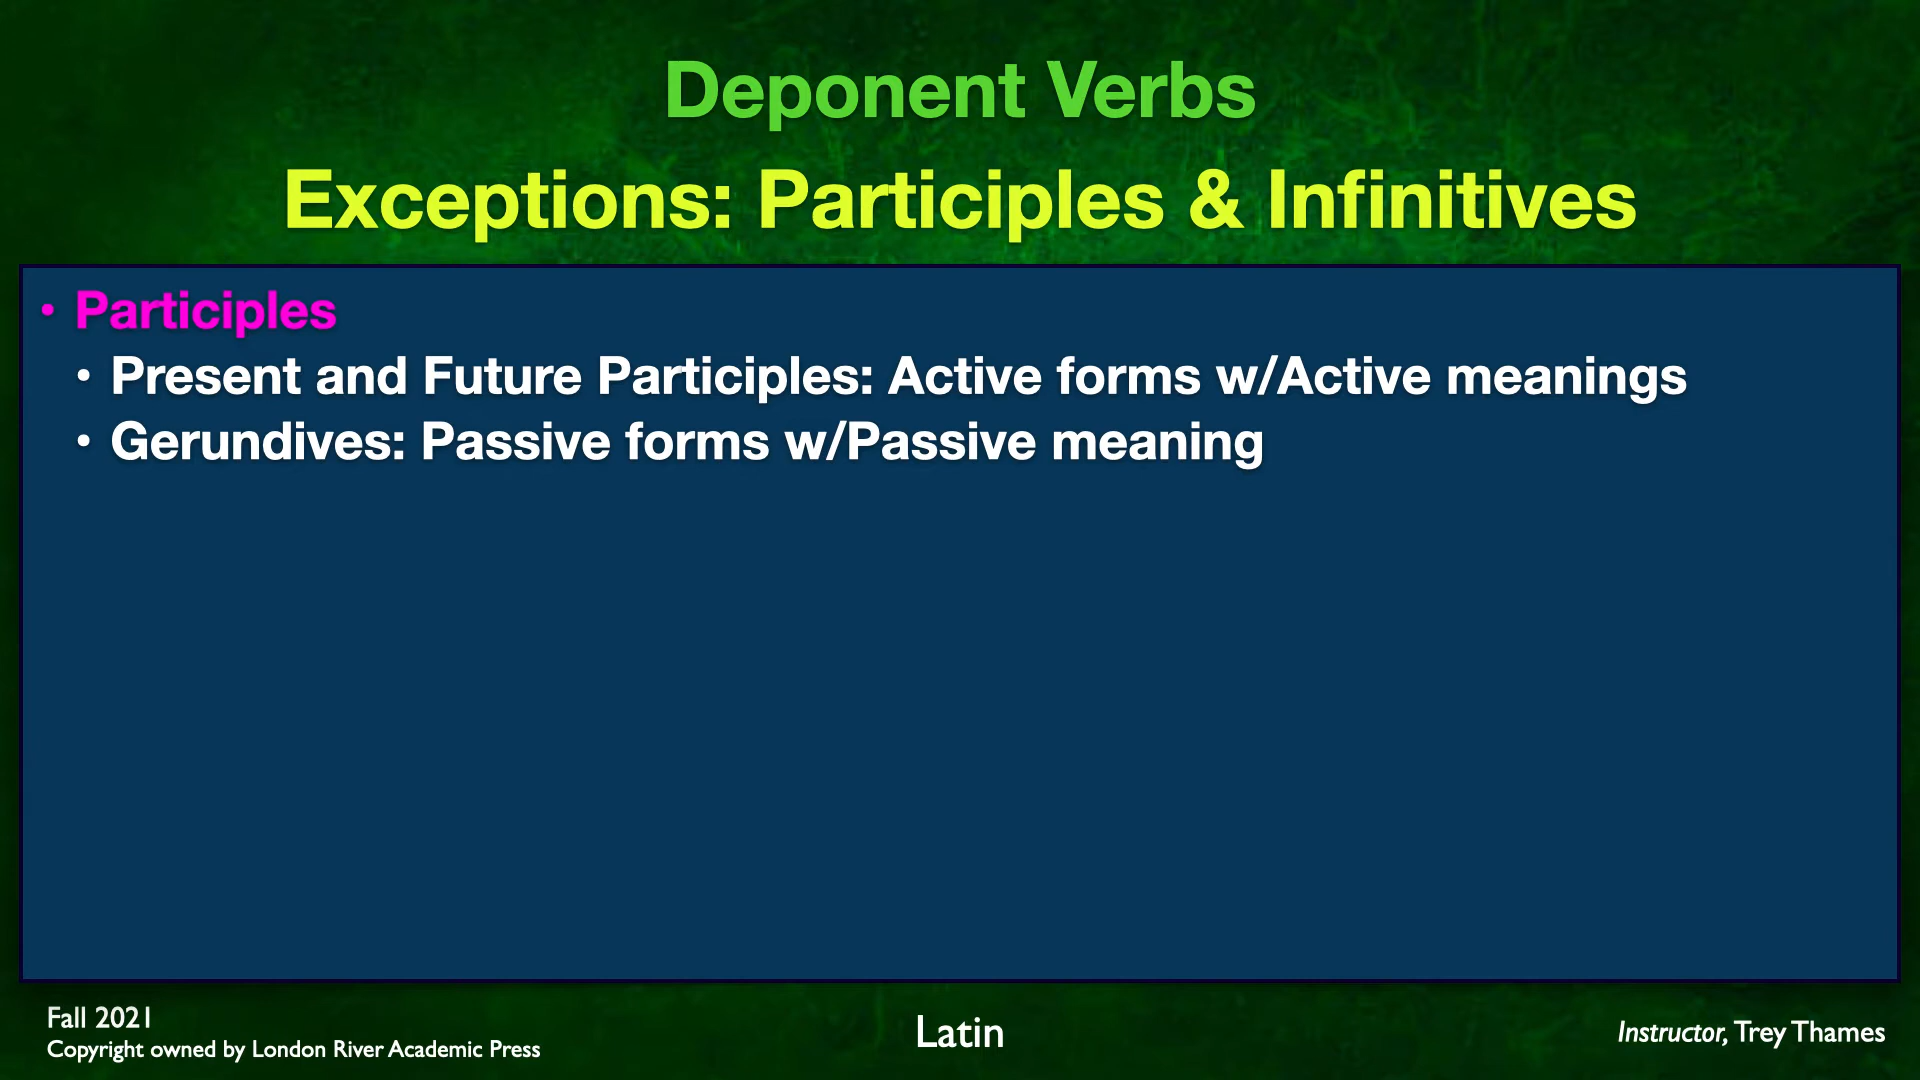 Deponent Verbs
Exceptions: Participles & Infinitives
• Participles
• Present and Future Participles: Active forms w/Active meanings
• Gerundives: Passive forms w/Passive meaning
Fall 2021
Copyright owned by London River Academic Press
Latin
Instructor, Trey Thames